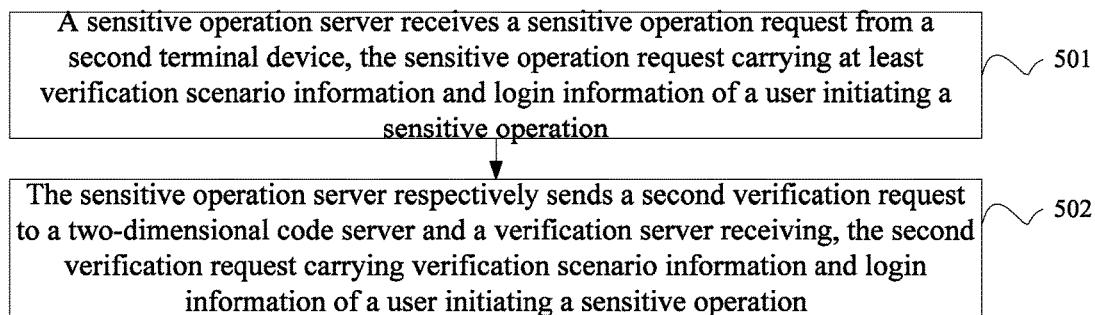 A sensitive operation server receives a sensitive operation request from a
second terminal device, the sensitive operation request carrying at least
verification scenario information and login information of a user initiating a
sensitive operation
501
The sensitive operation server respectively sends a second verification request
to a two-dimensional code server and a verification server receiving, the second
verification request carrying verification scenario information and login
information of a user initiating a sensitive operation
502